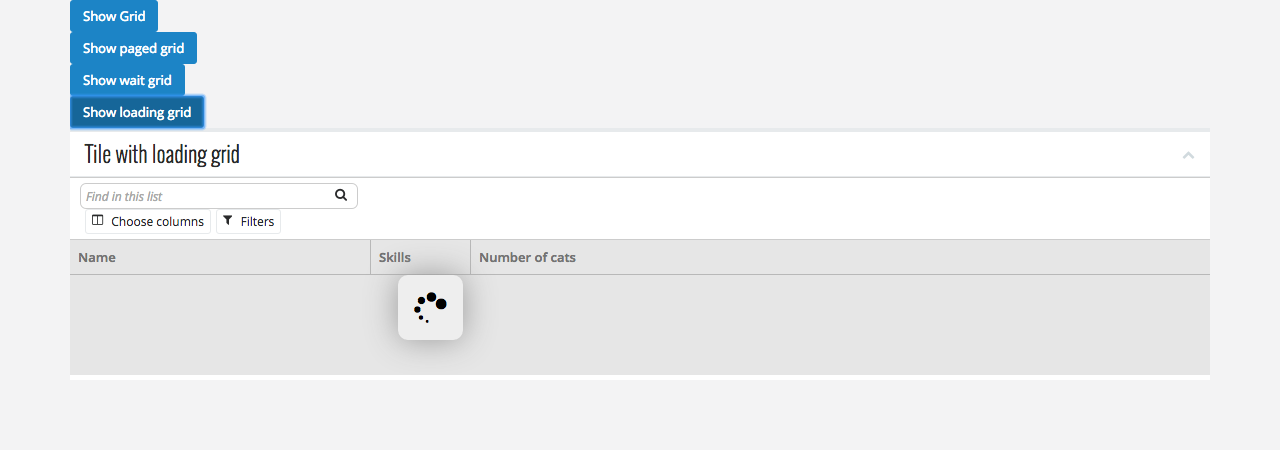 Show Grid
Show paged grid
Show wait grid
Show loading grid
Tile with loading grid
Find in this list
Choose columns Filters
Name Skills Number of cats